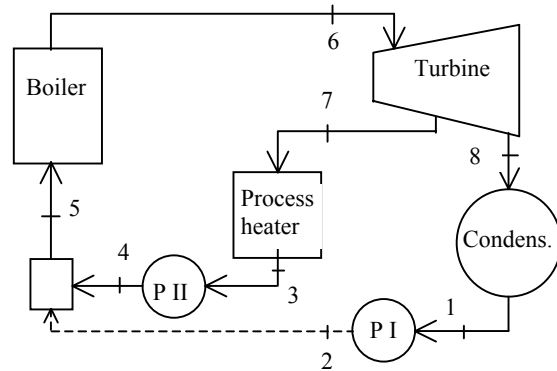 6
Boiler
Turbine
7
8
Process
heater
5
4
Condens.
P II
3
1
P I
2